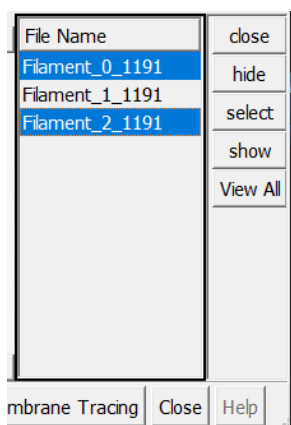 File Name
Filament_0_1191
Filament_1_1191
Filament_2_1191
close
hide
select
show
View All
mbrane Tracing
Close
Help